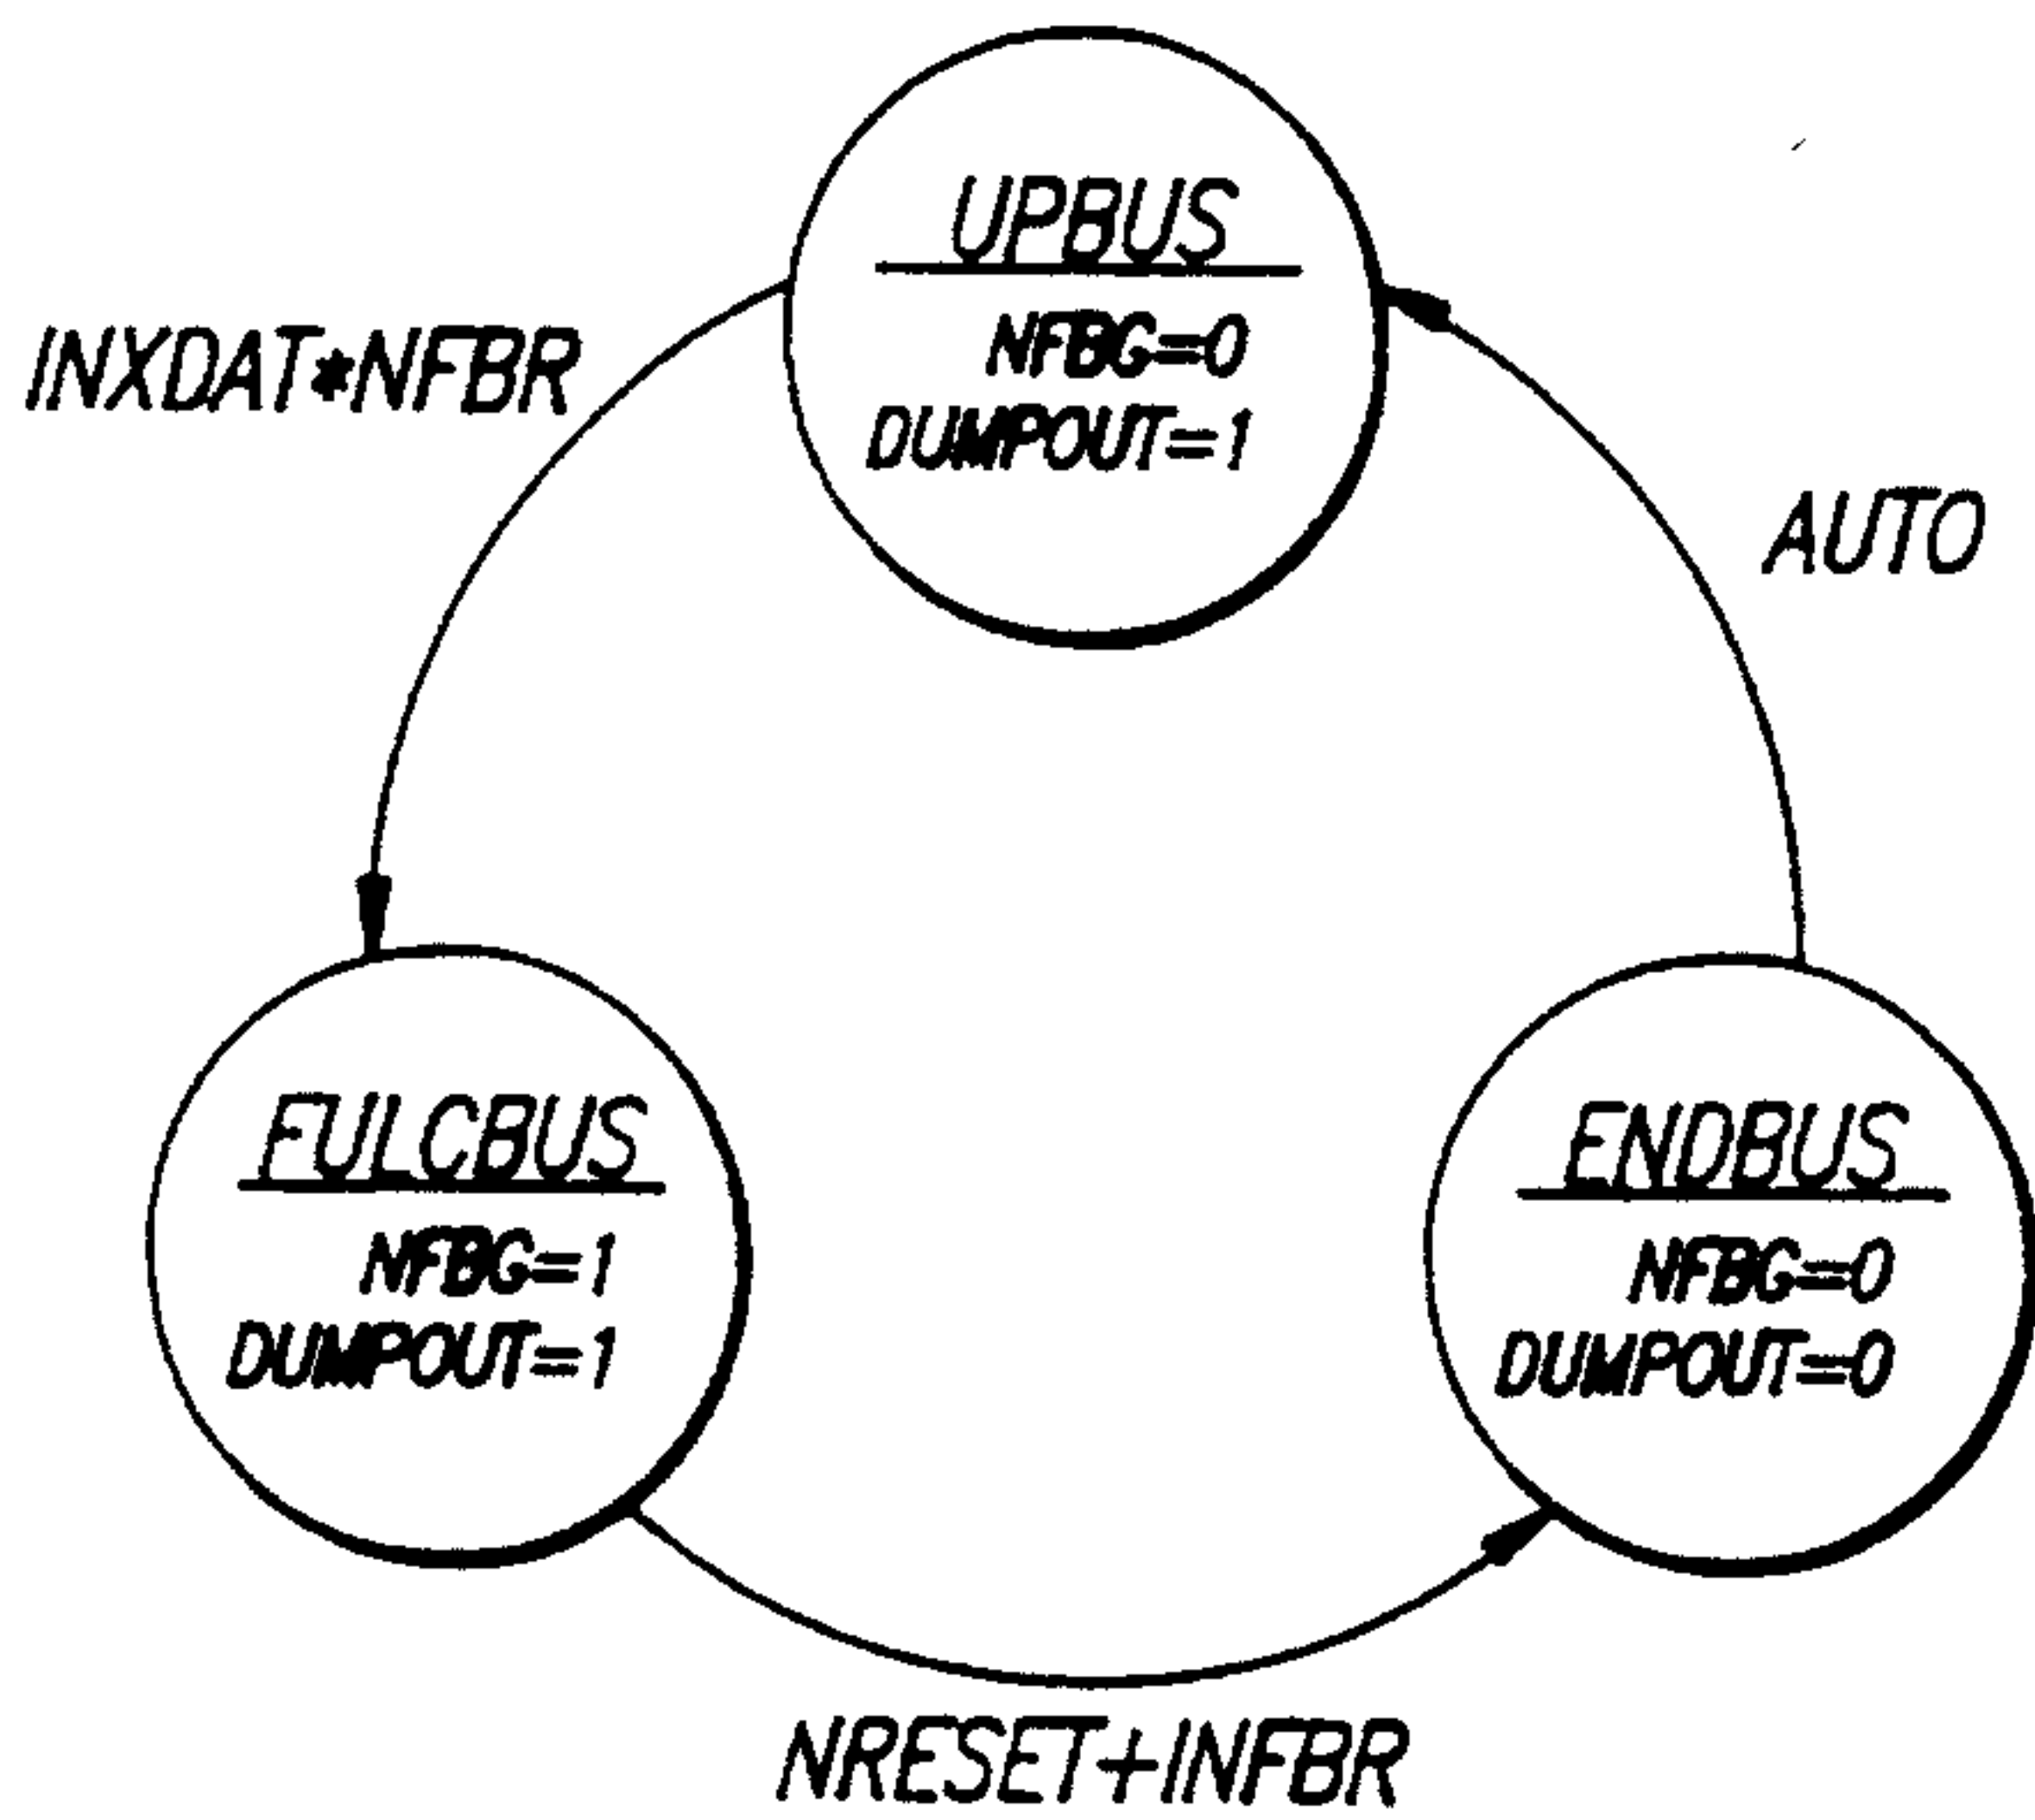 UPBUS
NFBG=0
DUMPOUT=1
INXDAT*NFBR
AUTO
FULCBUS
NFBG=1
DUMPOUT=1
ENDBUS
NFBG=0
DUMPOUT=0
NRESET+INFBR